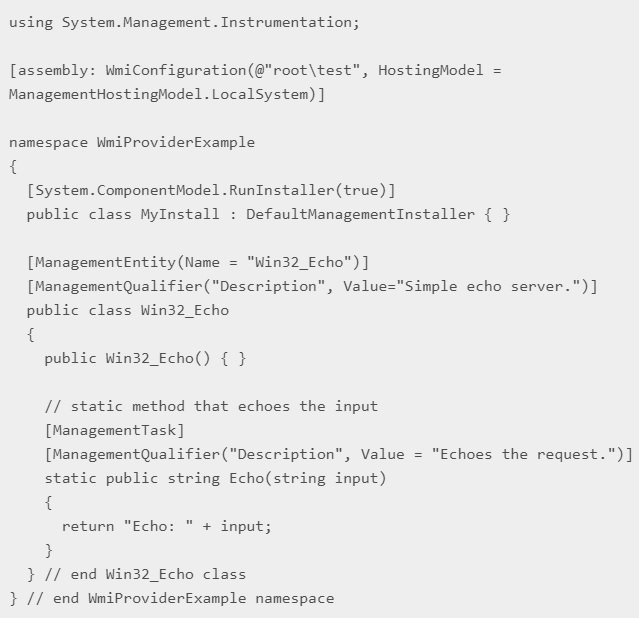 using System.Management.Instrumentation;

[assembly: WmiConfiguration(@"root\test", HostingModel =
ManagementHostingModel.LocalSystem)]

namespace WmiProviderExample
{
  [System.ComponentModel.RunInstaller(true)]
  public class MyInstall : DefaultManagementInstaller { }

  [ManagementEntity(Name = "Win32_Echo")]
  [ManagementQualifier("Description", Value="Simple echo server.")]
  public class Win32_Echo
  {
    public Win32_Echo() { }

    // static method that echoes the input
    [ManagementTask]
    [ManagementQualifier("Description", Value = "Echoes the request.")]
    static public string Echo(string input)
    {
      return "Echo: " + input;
    }
  } // end Win32_Echo class
} // end WmiProviderExample namespace